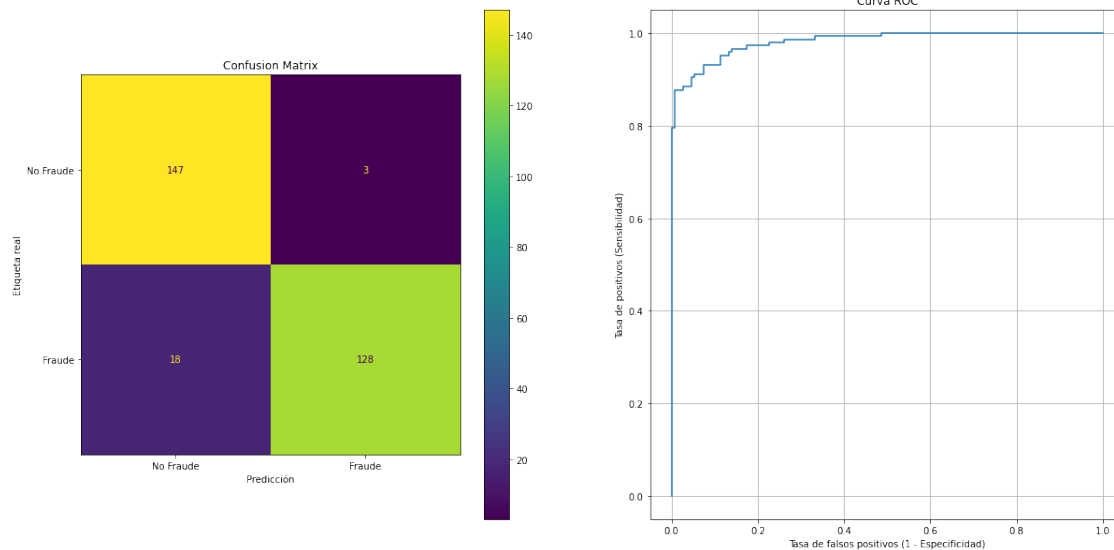 Confusion Matrix
No Fraude
Fraude
Etiqueta real
147
3
18
128
No Fraude
Fraude
Predicción
140
120
100
80
60
40
20
Curva ROC
1.0
0.8
0.6
0.4
0.2
0.0
Tasa de positivos (Sensibilidad)
0.0
0.2
0.4
0.6
0.8
1.0
Tasa de falsos positivos (1 - Especificidad)